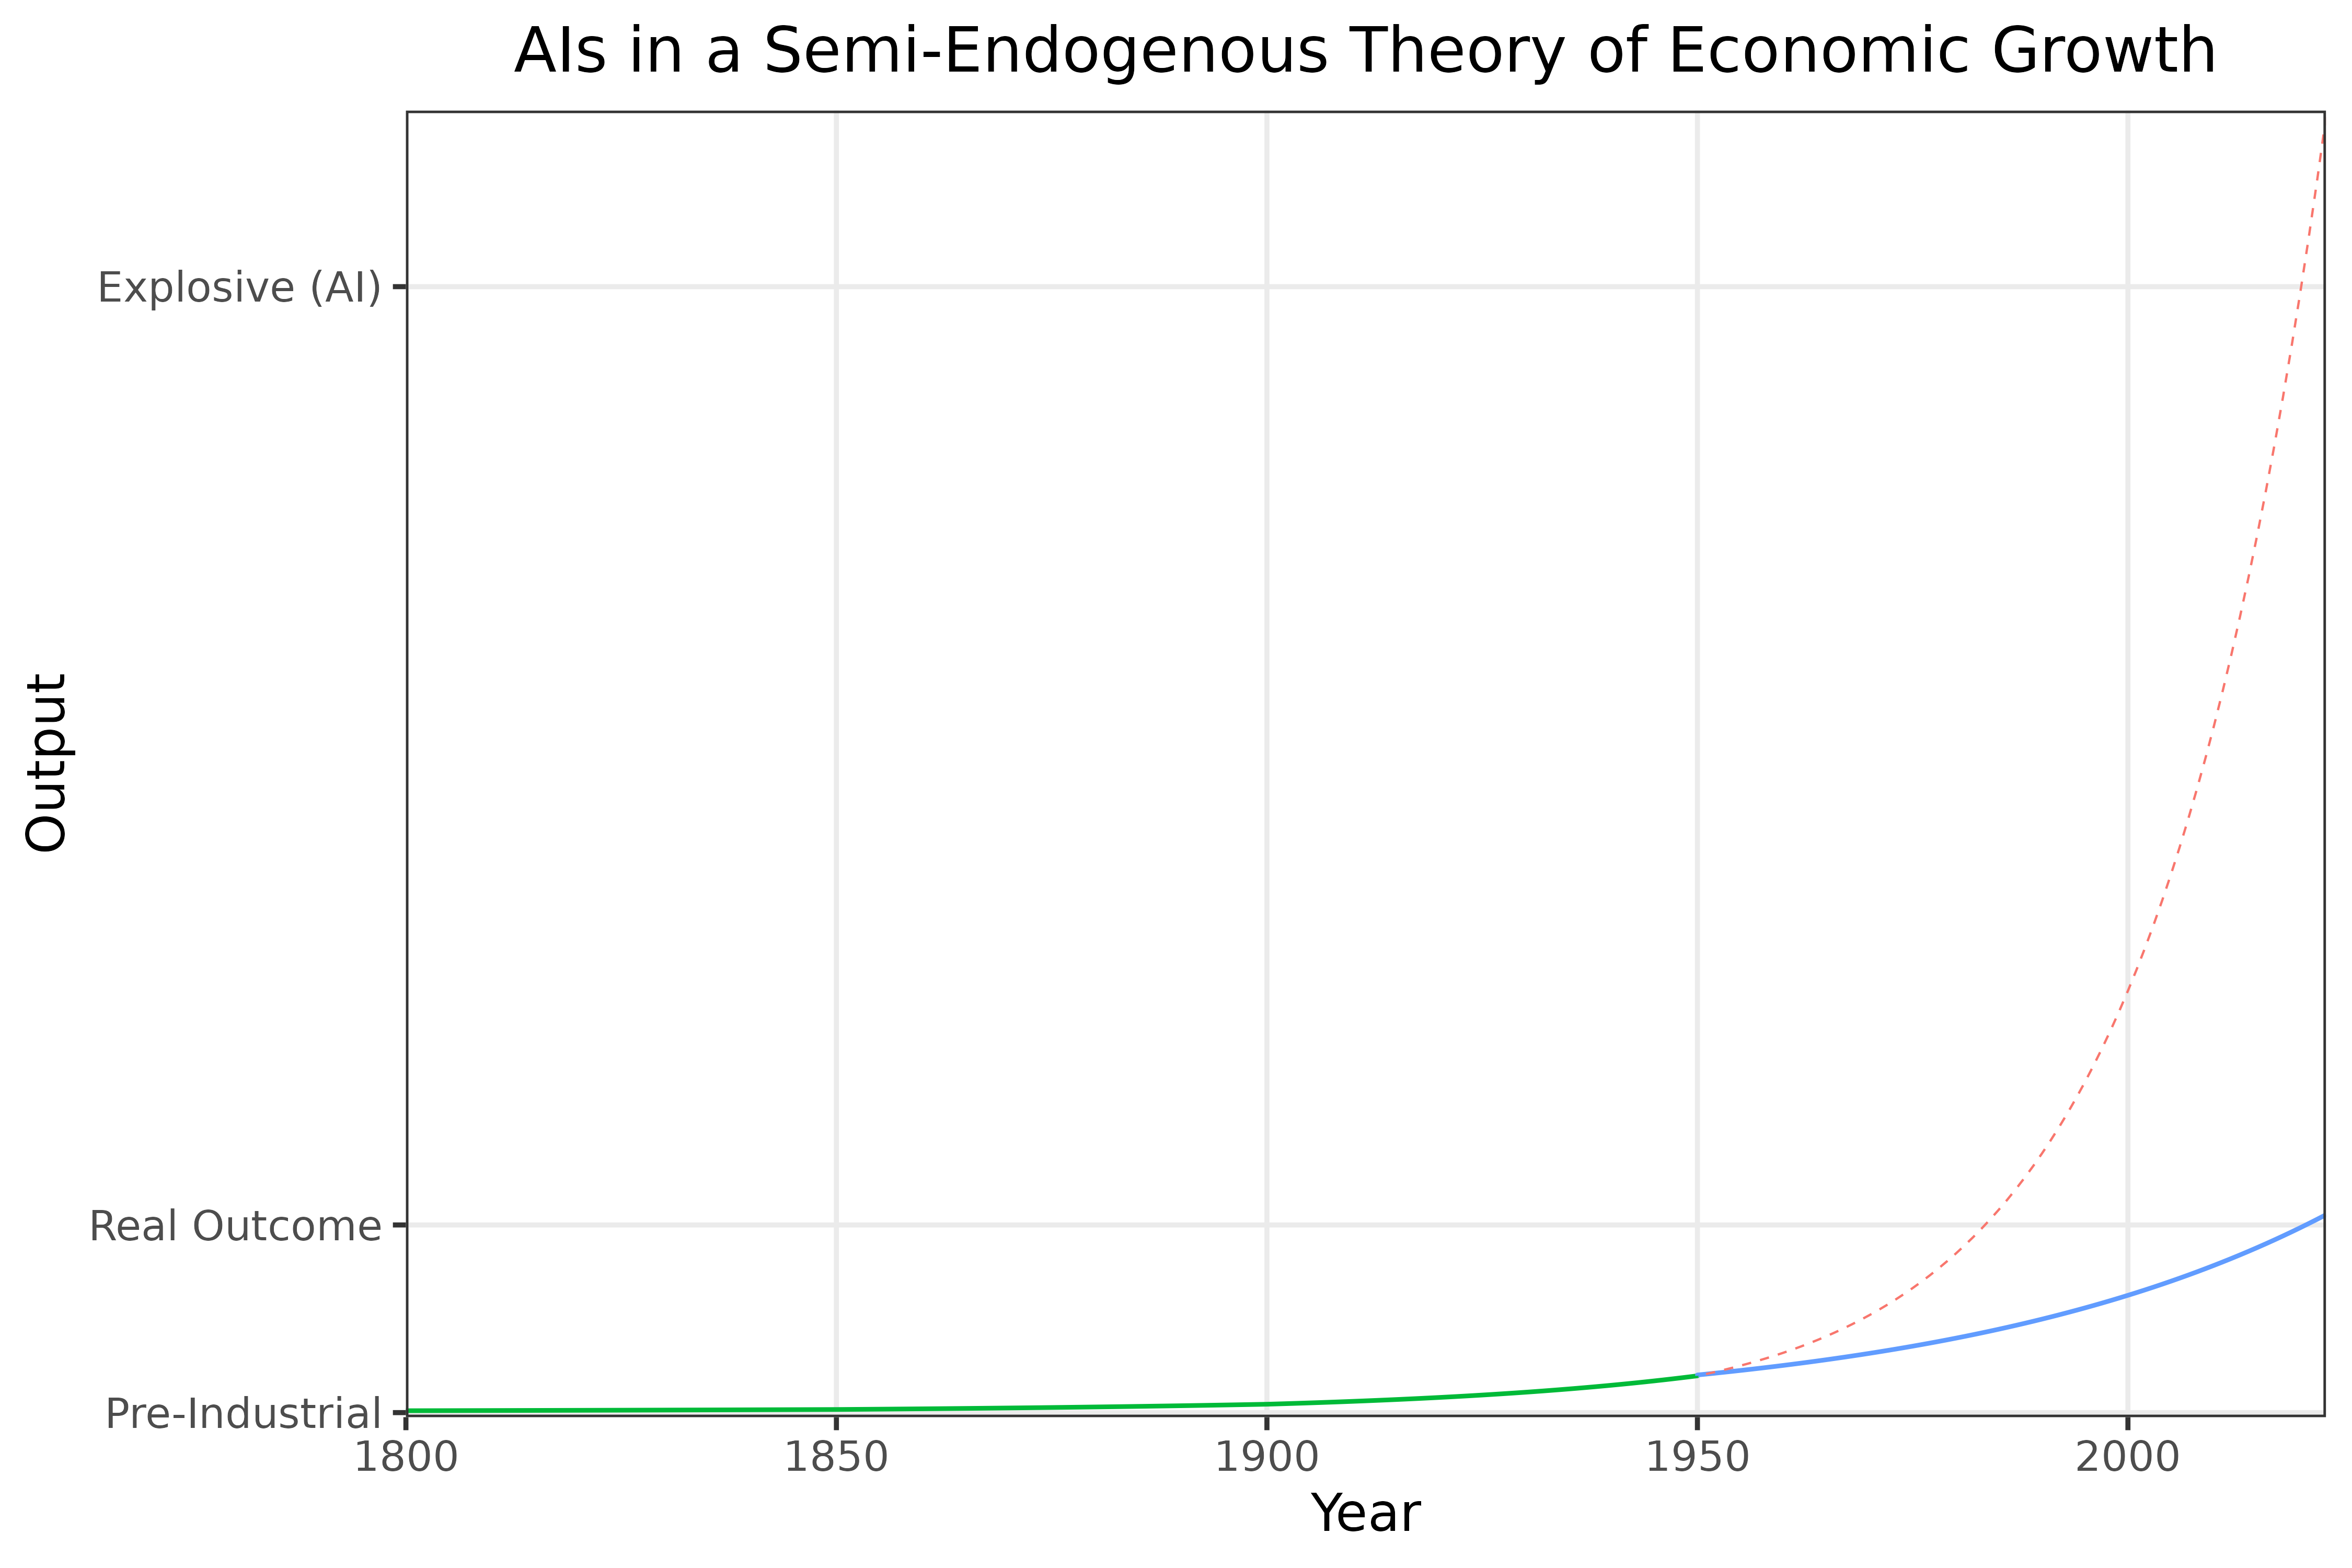 AIs in a Semi-Endogenous Theory of Economic Growth
Output
Explosive (AI)
Real Outcome
Pre-Industrial
1800 1850 1900 1950 2000
Year